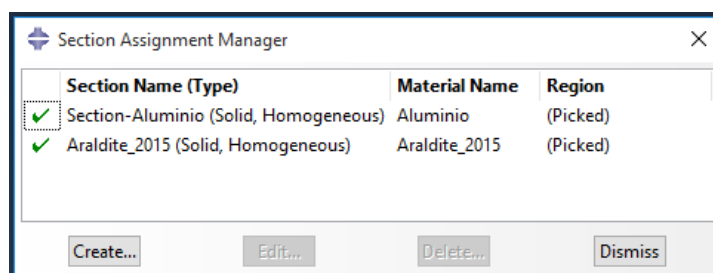 Section Assignment Manager
Section Name (Type) Material Name Region
Section-Aluminio (Solid, Homogeneous) Aluminio (Picked)
Araldite_2015 (Solid, Homogeneous) Araldite_2015 (Picked)
Create... Edit... Delete... Dismiss